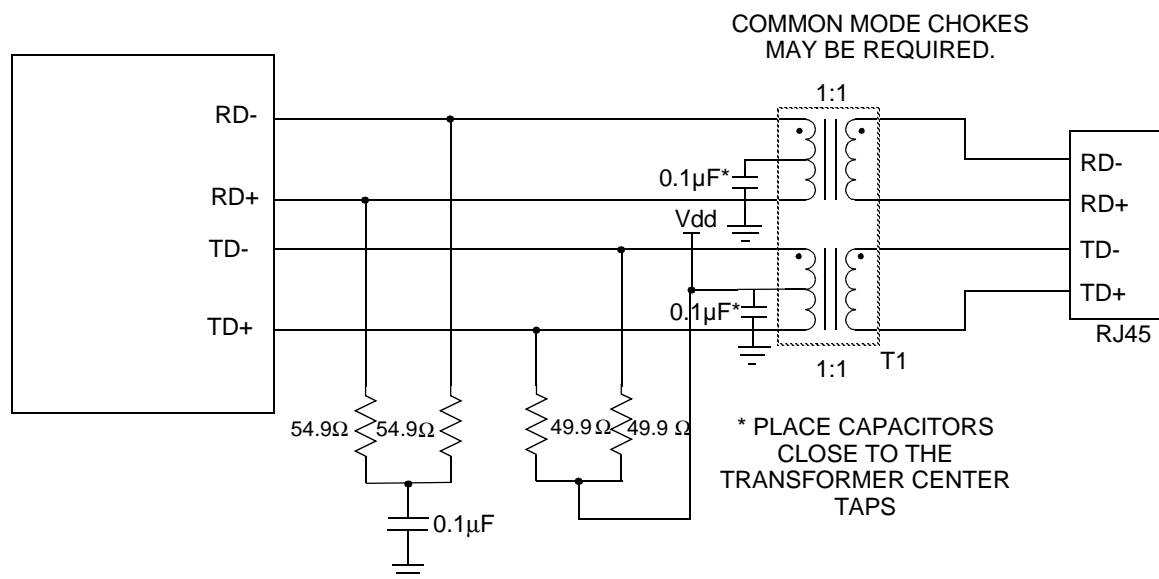 COMMON MODE CHOKES
MAY BE REQUIRED.
1:1
RD-
RD+
TD-
TD+
0.1µF*
Vdd
0.1µF*
RD-
RD+
TD-
TD+
RJ45
1:1
T1
54.9Ω
54.9Ω
49.9 Ω
49.9 Ω
0.1µF
* PLACE CAPACITORS
CLOSE TO THE
TRANSFORMER CENTER
TAPS